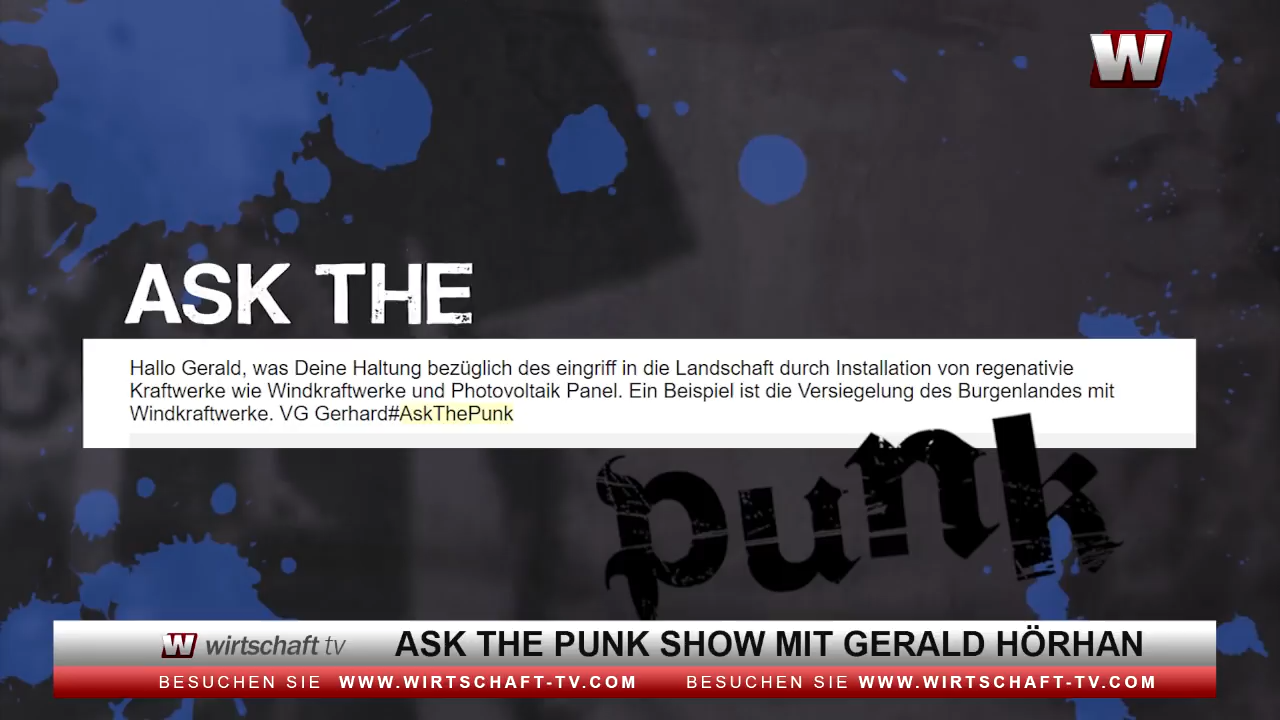 W
ASK THE
Hallo Gerald, was Deine Haltung bezüglich des eingriff in die Landschaft durch Installation von regenativie
Kraftwerke wie Windkraftwerke und Photovoltaik Panel. Ein Beispiel ist die Versiegelung des Burgenlandes mit
Windkraftwerke. VG Gerhard#AskThePunk
punk
W wirtschaft tv ASK THE PUNK SHOW MIT GERALD HÖRHAN
BESUCHEN SIE WWW.WIRTSCHAFT-TV.COM BESUCHEN SIE WWW.WIRTSCHAFT-TV.COM